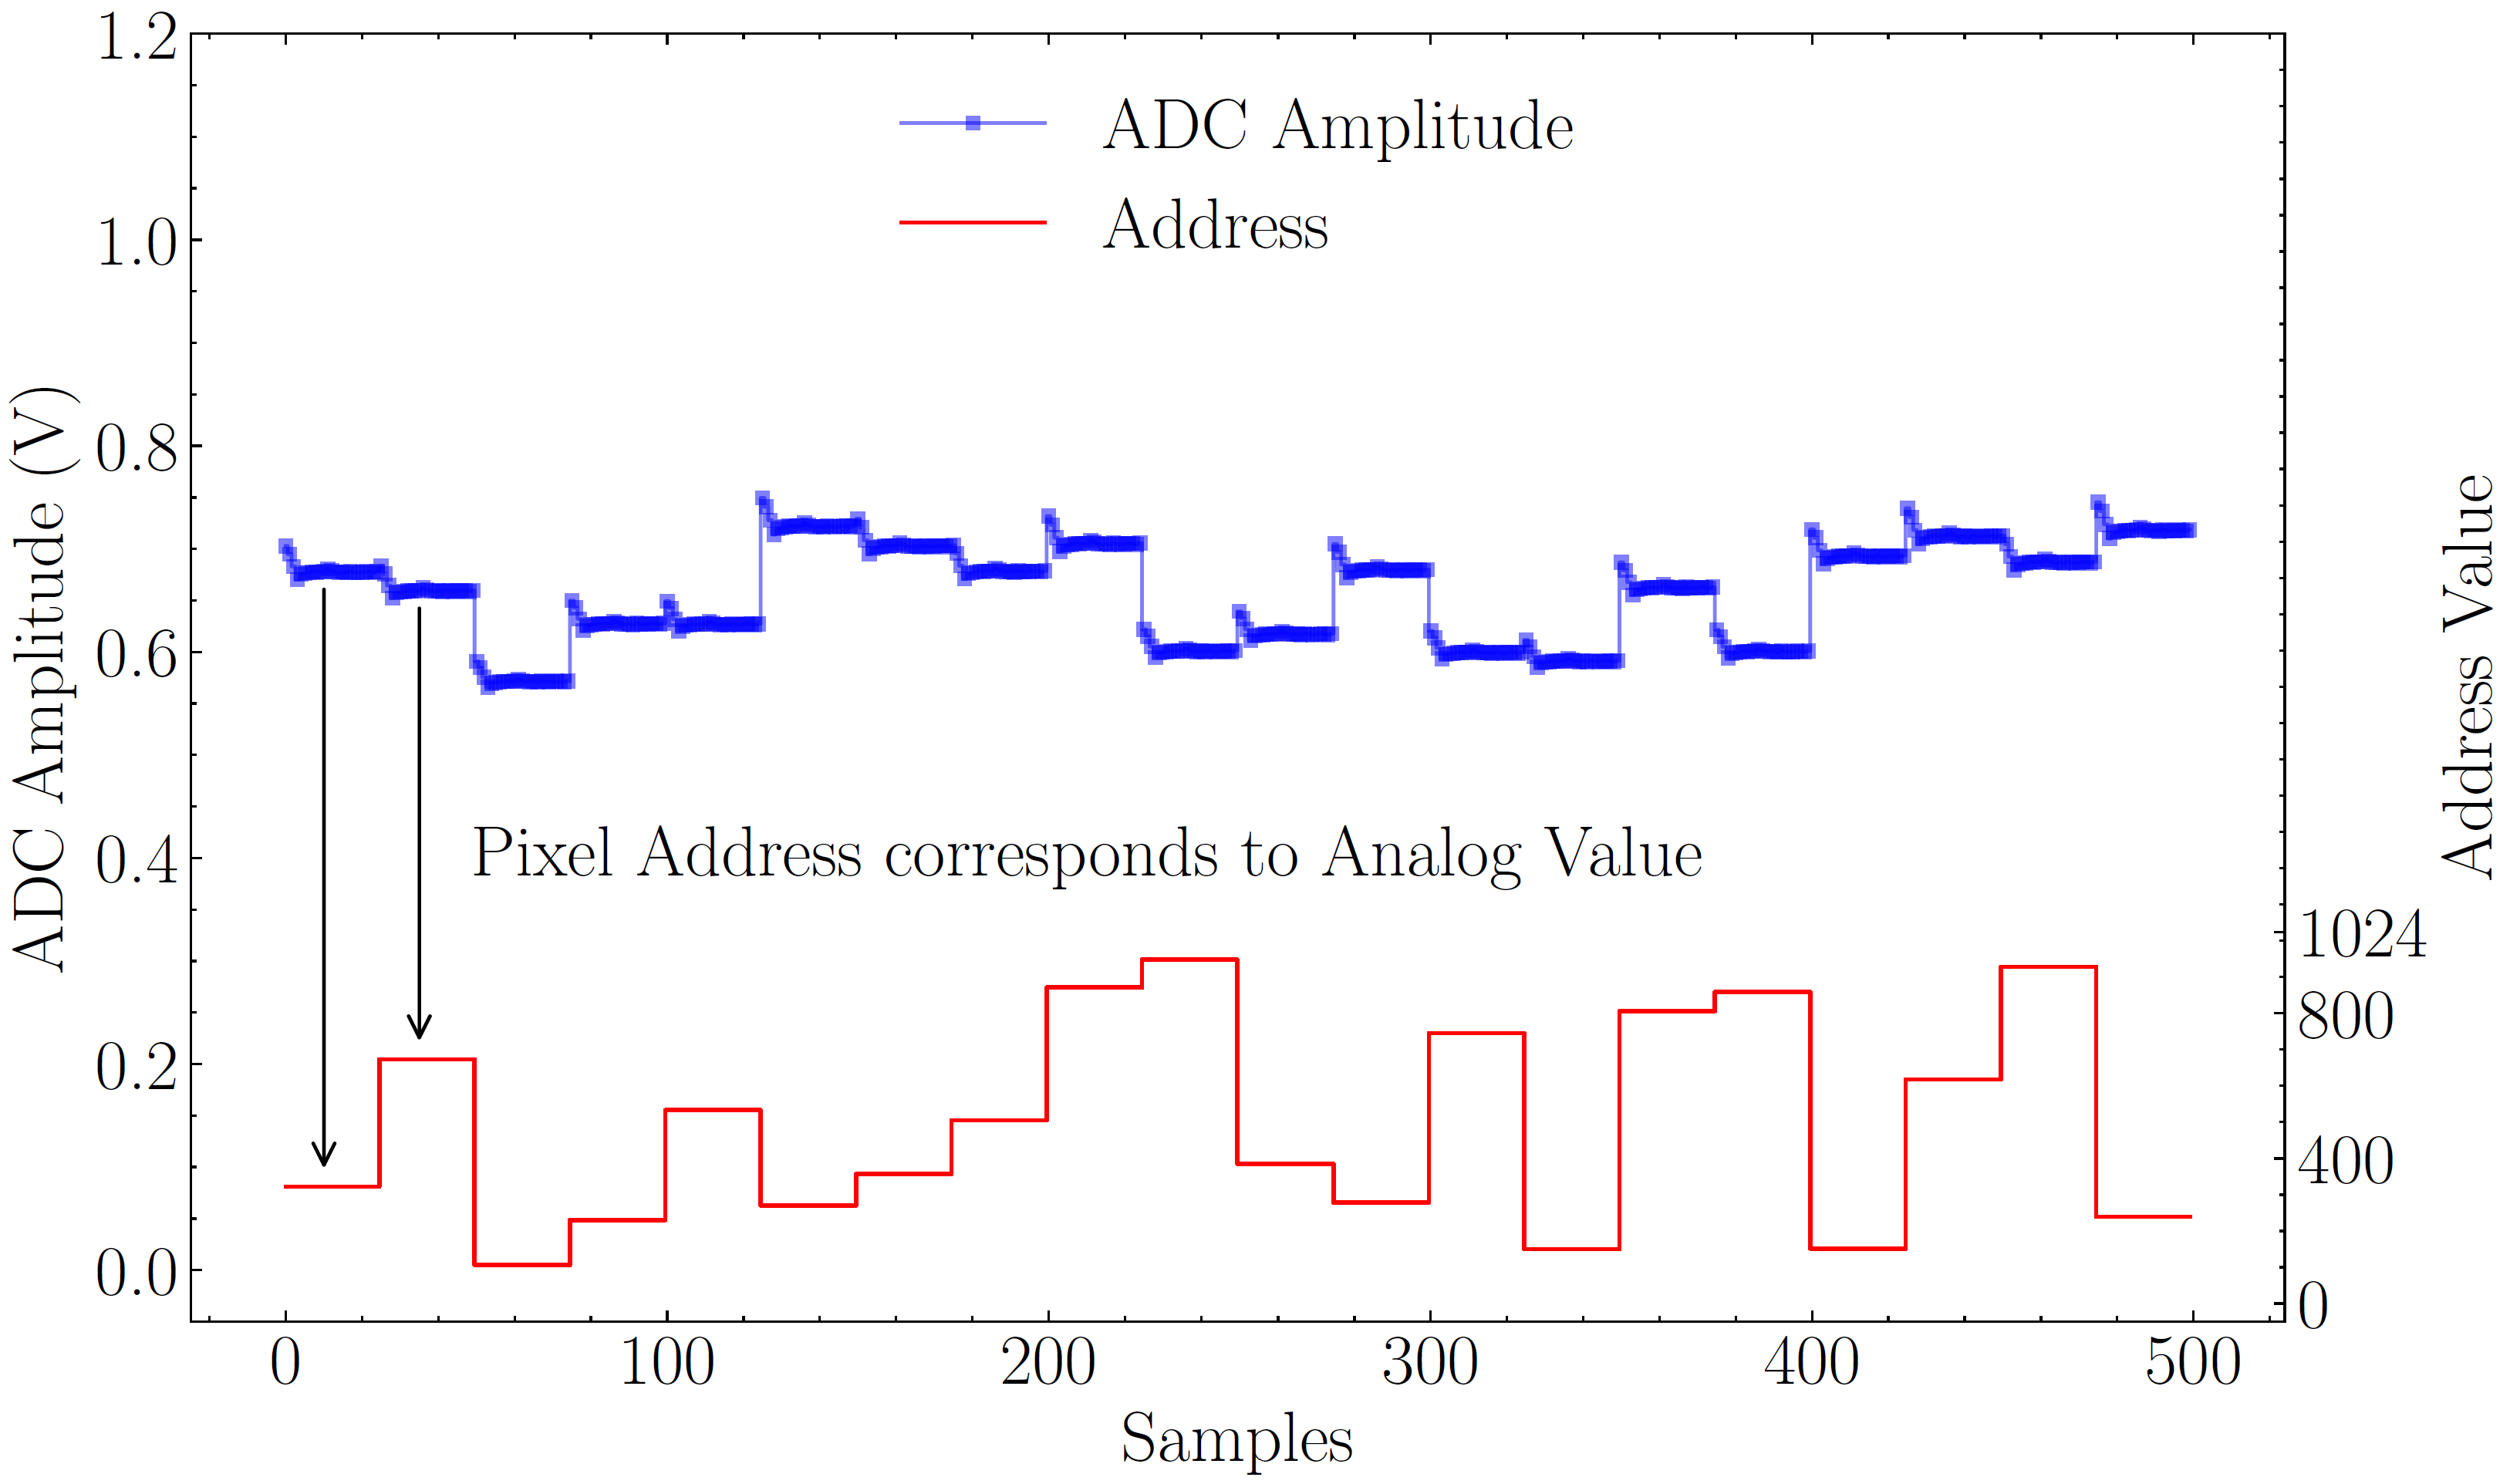 1.2
1.0
0.8
0.6
0.4
0.2
0.0
ADC Amplitude (V)
ADC Amplitude
Address
Pixel Address corresponds to Analog Value
1024
800
400
0
Address Value
0 100 200 300 400 500
Samples